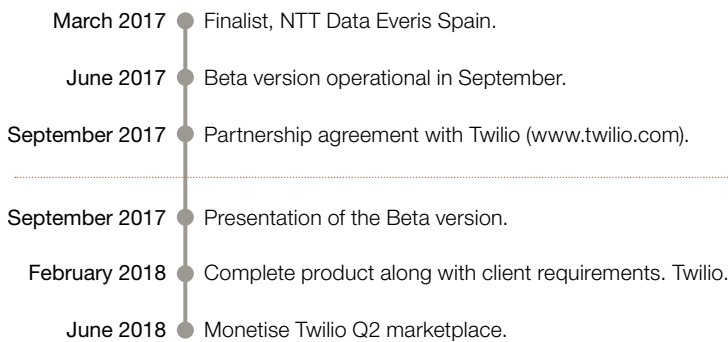 March 2017 Finalist, NTT Data Everis Spain.
June 2017 Beta version operational in September.
September 2017 Partnership agreement with Twilio (www.twilio.com).
September 2017 Presentation of the Beta version.
February 2018 Complete product along with client requirements. Twilio.
June 2018 Monetise Twilio Q2 marketplace.